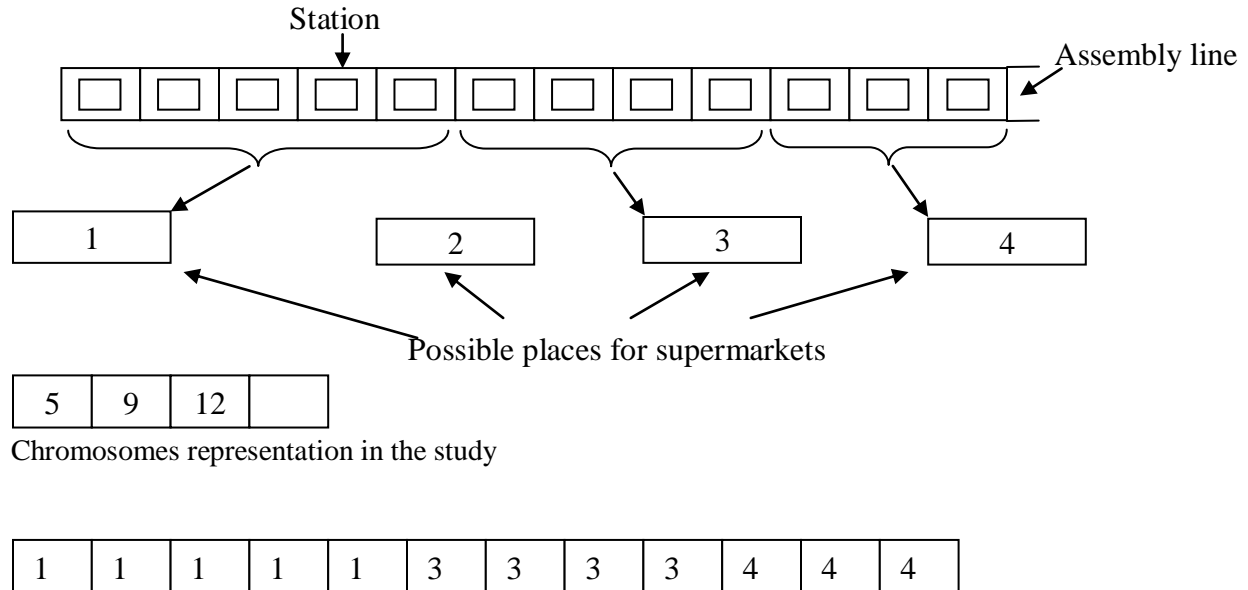 Station
Assembly line
1
2
3
4
Possible places for supermarkets
5 9 12
Chromosomes representation in the study
1 1 1 1 1 3 3 3 3 4 4 4